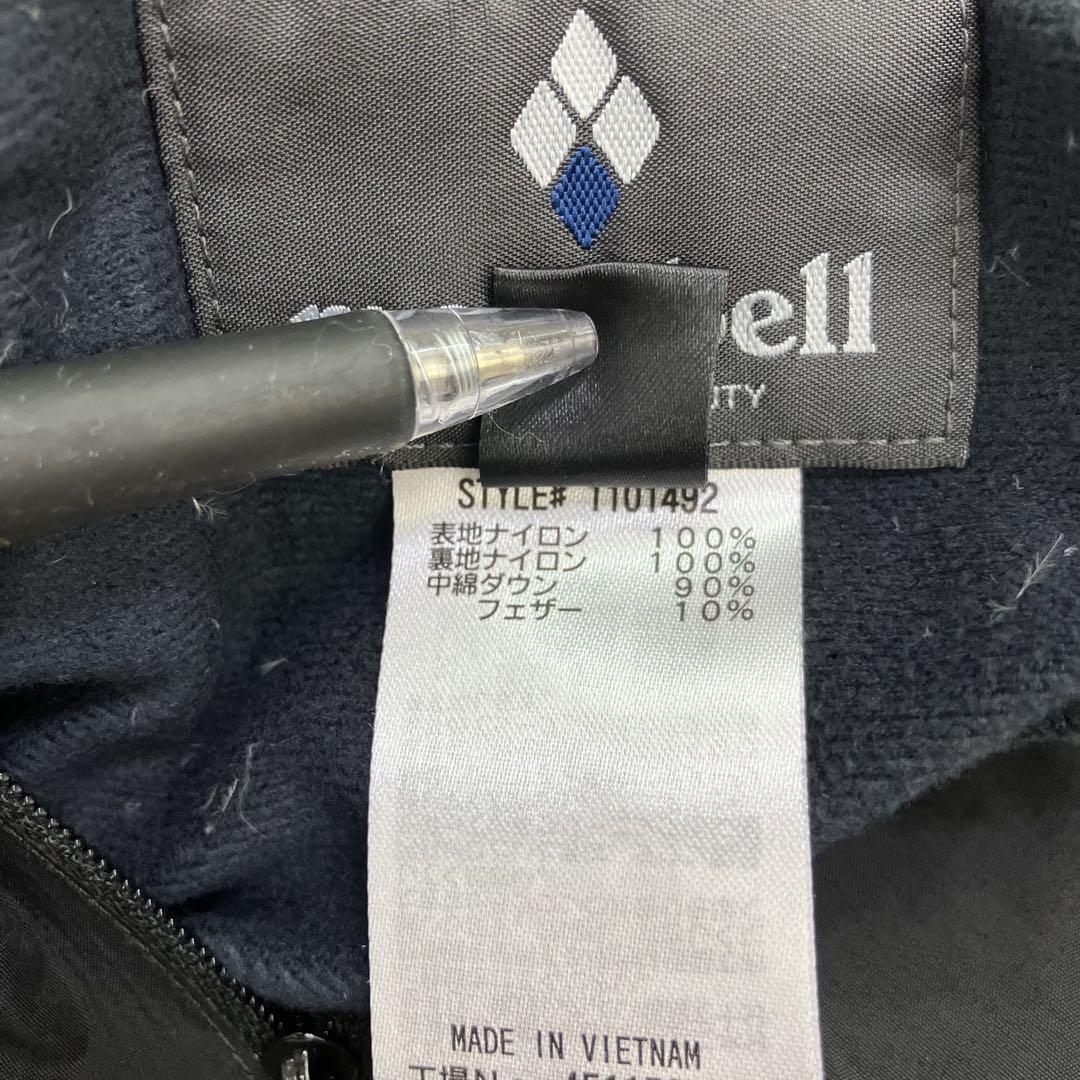 ell
ITY
STYLE# 1101492
表地ナイロン 100%
裏地ナイロン 100%
中綿ダウン 90%
フェザー 10%
MADE IN VIETNAM